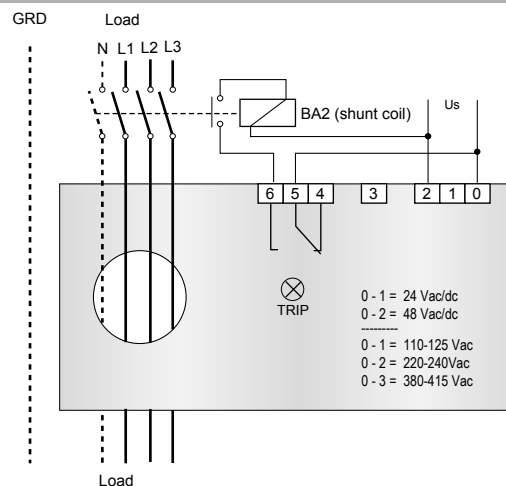 GRD
Load
N L1 L2 L3
BA2 (shunt coil)
Us
6 5 4 3 2 1 0
TRIP
0 - 1 = 24 Vac/dc
0 - 2 = 48 Vac/dc
---------
0 - 1 = 110-125 Vac
0 - 2 = 220-240Vac
0 - 3 = 380-415 Vac
Load